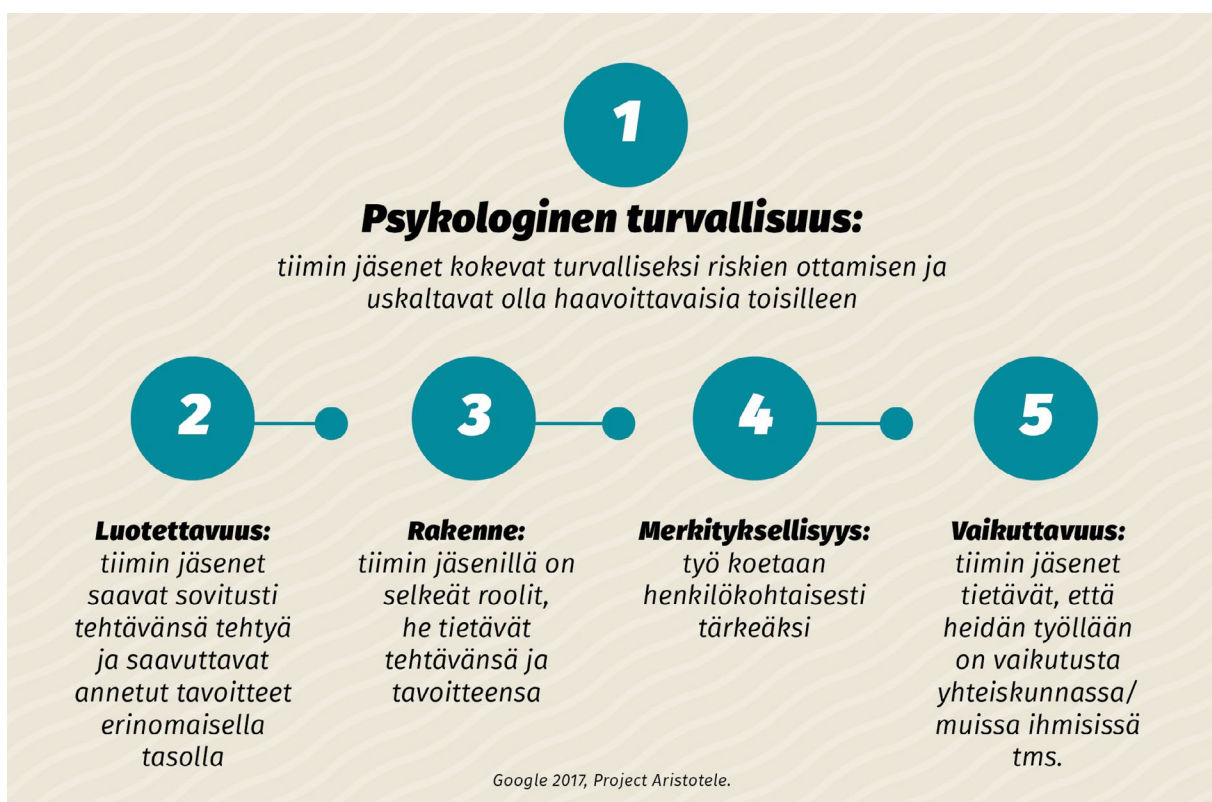 1
Psykologinen turvallisuus:
tiimin jäsenet kokevat turvalliseksi riskien ottamisen ja
uskaltavat olla haavoittavaisia toisilleen
2
Luotettavuus:
tiimin jäsenet
saavat sovitusti
tehtävänsä tehtyä
ja saavuttavat
annetut tavoitteet
erinomaisella
tasolla
3
Rakenne:
tiimin jäsenillä on
selkeät roolit,
he tietävät
tehtävänsä ja
tavoitteensa
4
Merkityksellisyys:
työ koetaan
henkilökohtaisesti
tärkeäksi
5
Vaikuttavuus:
tiimin jäsenet
tietävät, että
heidän työllään
on vaikutusta
yhteiskunnassa/
muissa ihmisissä
tms.
Google 2017, Project Aristotele.